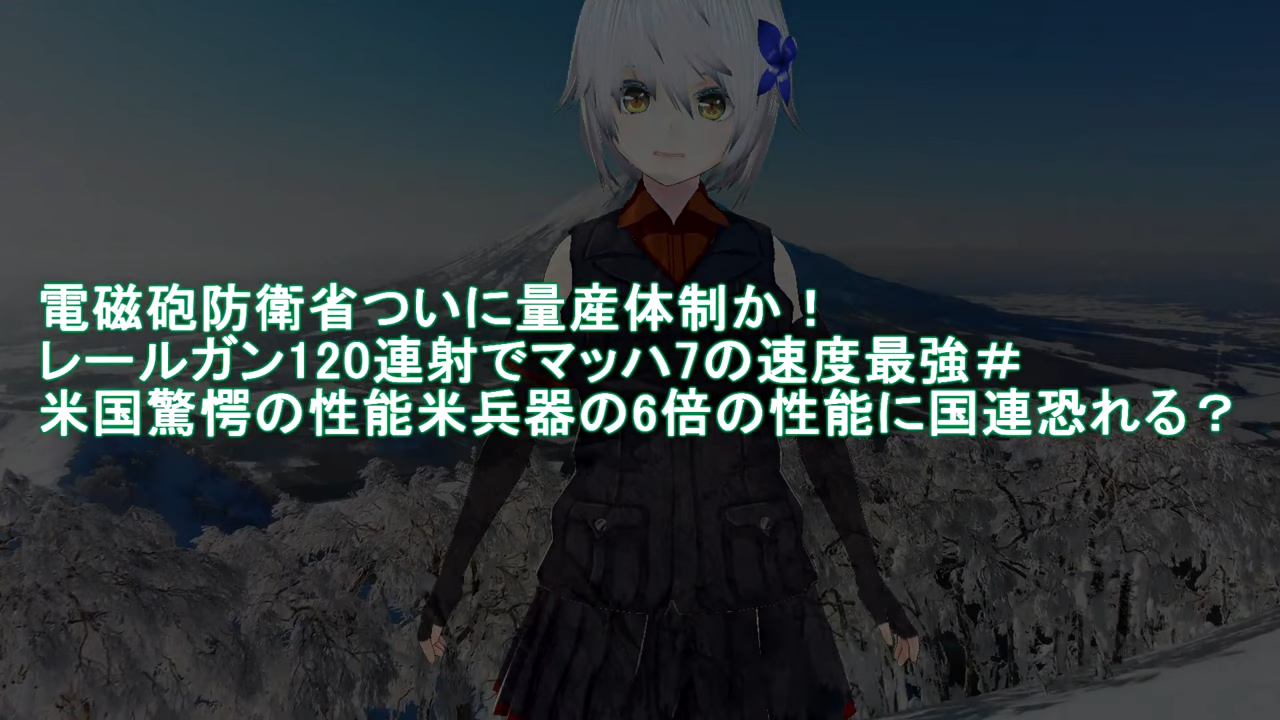 電磁砲防衛省ついに量産体制か！
レールガン120連射でマッハ7の速度最強＃
米国驚愕の性能米兵器の6倍の性能に国連恐れる？